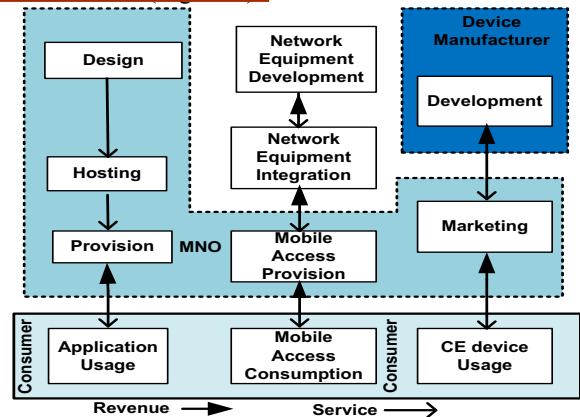 Device
Manufacturer
Design
Network
Equipment
Development
Development
Hosting
Network
Equipment
Integration
Marketing
Provision
MNO
Mobile
Access
Provision
Consumer
Application
Usage
Mobile
Access
Consumption
Consumer
CE device
Usage
Revenue
Service